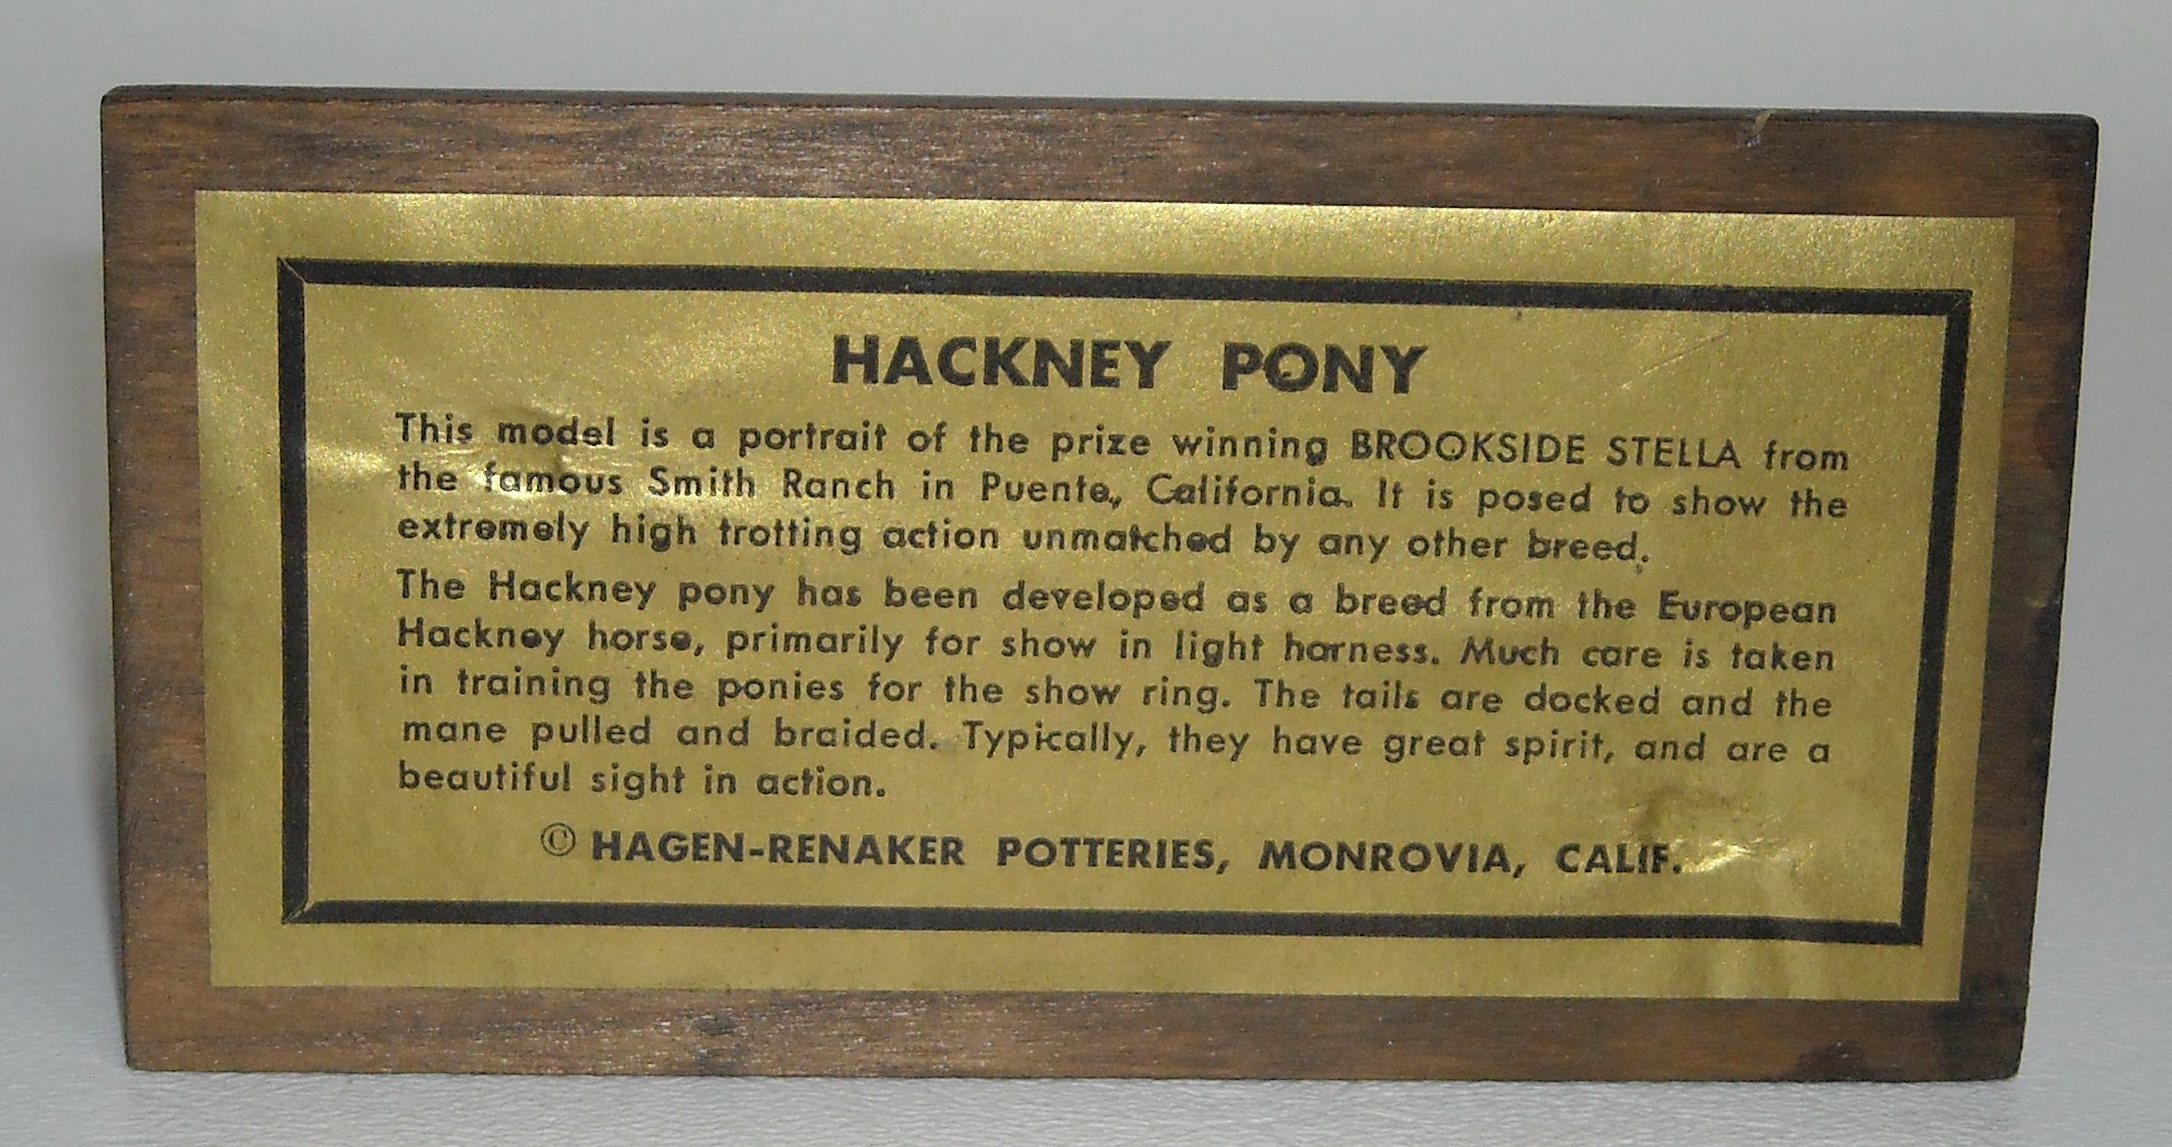 HACKNEY PONY
This model is a portrait of the prize winning BROOKSIDE STELLA from
the famous Smith Ranch in Puente, California. It is posed to show the
extremely high trotting action unmatched by any other breed.
The Hackney pony has been developed as a breed from the European
Hackney horse, primarily for show in light harness. Much care is taken
in training the ponies for the show ring. The tails are docked and the
mane pulled and braided. Typically, they have great spirit, and are a
beautiful sight in action.
© HAGEN-RENAKER POTTERIES, MONROVIA, CALIF.